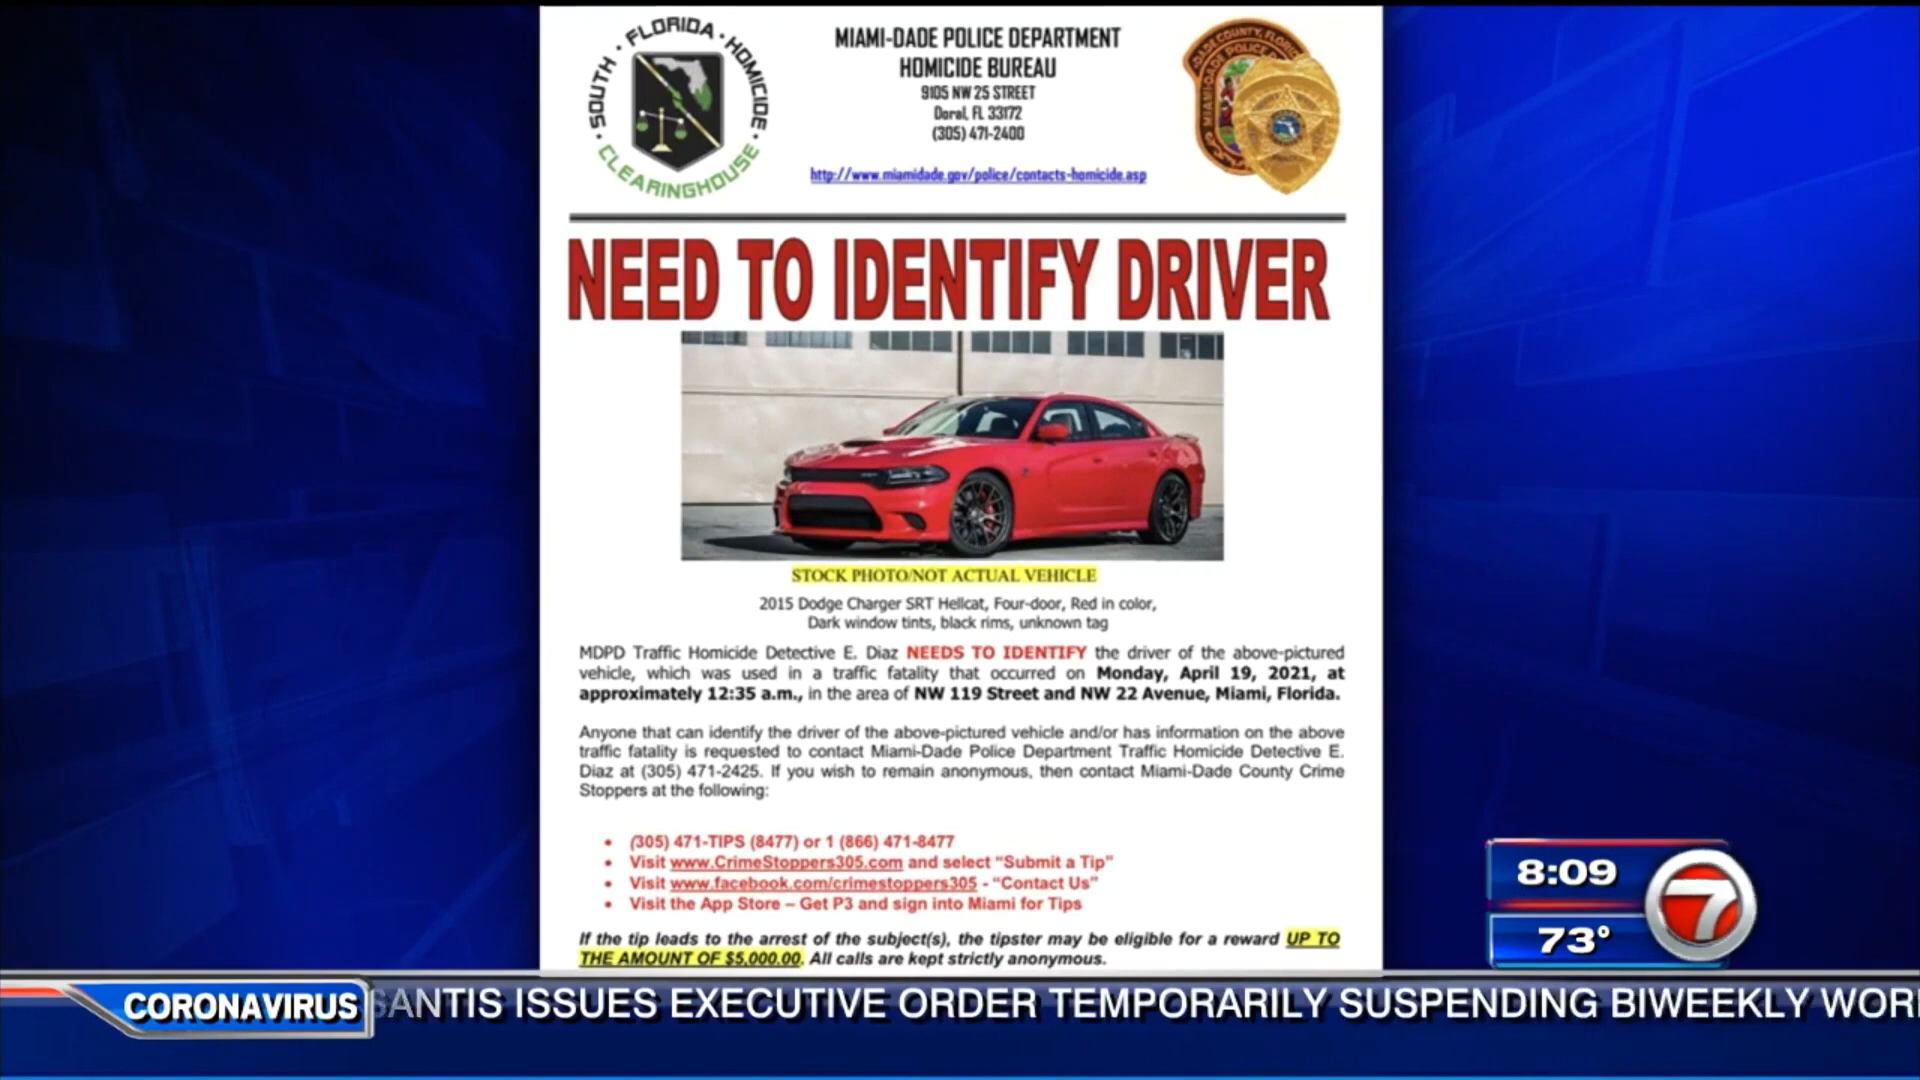 SOUTH • FLORIDA • HOMICIDE • CLEARINGHOUSE •
MIAMI-DADE POLICE DEPARTMENT
HOMICIDE BUREAU
9105 NW 25 STREET
Doral, FL 33172
(305) 471-2400
http://www.miamidade.gov/police/contacts-homicide.asp
NEED TO IDENTIFY DRIVER
STOCK PHOTO/NOT ACTUAL VEHICLE
2015 Dodge Charger SRT Hellcat, Four-door, Red in color,
Dark window tints, black rims, unknown tag
MDPD Traffic Homicide Detective E. Diaz NEEDS TO IDENTIFY the driver of the above-pictured
vehicle, which was used in a traffic fatality that occurred on Monday, April 19, 2021, at
approximately 12:35 a.m., in the area of NW 119 Street and NW 22 Avenue, Miami, Florida.
Anyone that can identify the driver of the above-pictured vehicle and/or has information on the above
traffic fatality is requested to contact Miami-Dade Police Department Traffic Homicide Detective E.
Diaz at (305) 471-2425. If you wish to remain anonymous, then contact Miami-Dade County Crime
Stoppers at the following:
• (305) 471-TIPS (8477) or 1 (866) 471-8477
• Visit www.CrimeStoppers305.com and select “Submit a Tip”
• Visit www.facebook.com/crimestoppers305 - “Contact Us”
• Visit the App Store – Get P3 and sign into Miami for Tips
If the tip leads to the arrest of the subject(s), the tipster may be eligible for a reward UP TO
THE AMOUNT OF $5,000.00. All calls are kept strictly anonymous.
8:09
73°
7
CORONAVIRUS SANTIS ISSUES EXECUTIVE ORDER TEMPORARILY SUSPENDING BIWEEKLY WOR